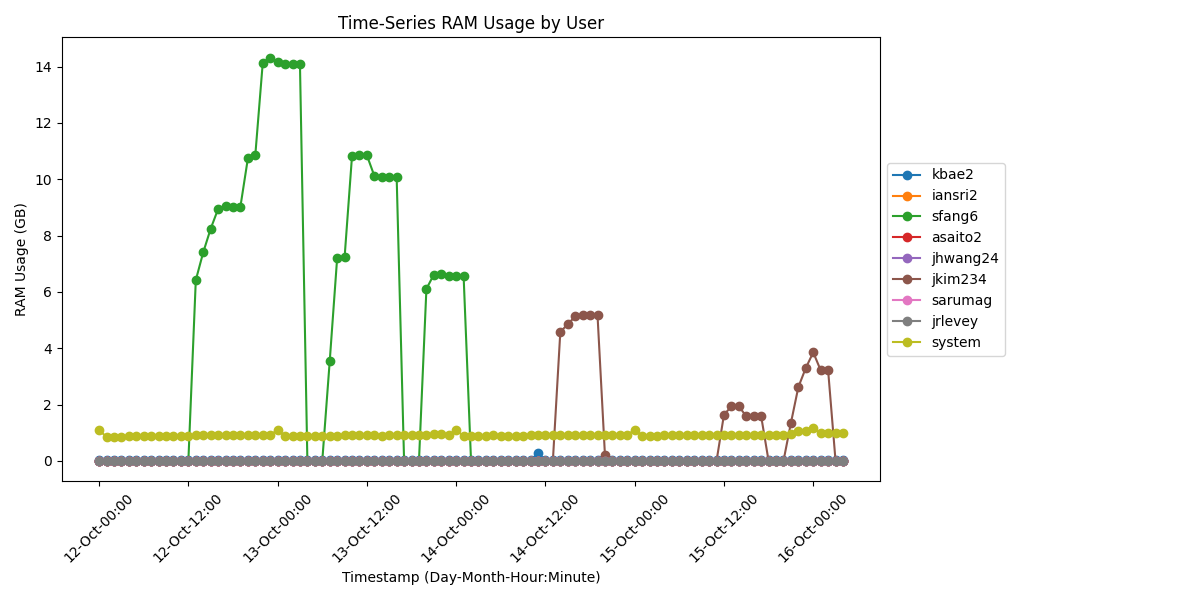 Time-Series RAM Usage by User
14
12
10
8
6
4
2
0
RAM Usage (GB)
12-Oct-00:00
12-Oct-12:00
13-Oct-00:00
13-Oct-12:00
14-Oct-00:00
14-Oct-12:00
15-Oct-00:00
15-Oct-12:00
16-Oct-00:00
Timestamp (Day-Month-Hour:Minute)
kbae2
iansri2
sfang6
asaito2
jhwang24
jkim234
sarumag
jrlevey
system